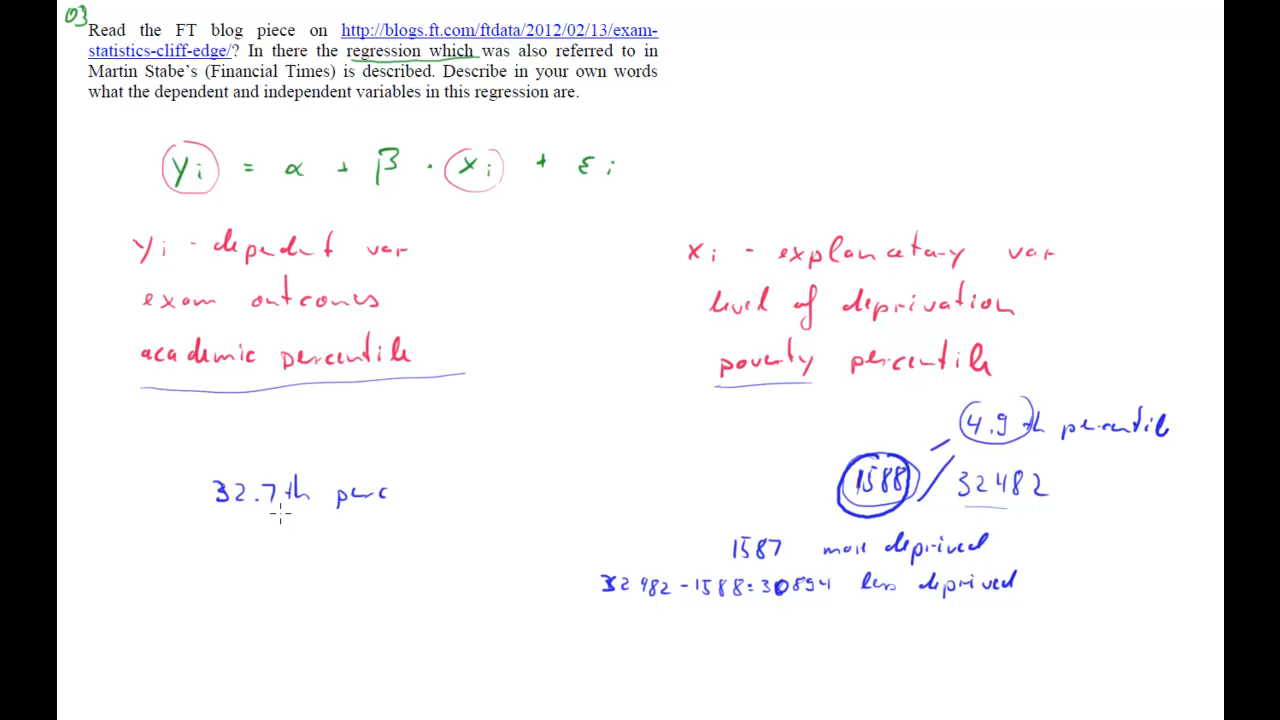 03
Read the FT blog piece on http://blogs.ft.com/ftdata/2012/02/13/exam-
statistics-cliff-edge/? In there the regression which was also referred to in
Martin Stabe's (Financial Times) is described. Describe in your own words
what the dependent and independent variables in this regression are.
yi = α + β · xi + εi
yi - dependent var
exam outcomes
academic percentile
32.7th perc
xi - explanatory var
level of deprivation
poverty percentile
4.9th percentile
1588 / 32482
1587 more deprived
32482 - 1588 = 30894 less deprived